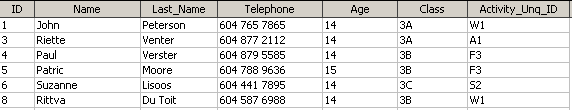 ID Name Last_Name Telephone Age Class Activity_Unq_ID
1 John Peterson 604 765 7865 14 3A W1
3 Riette Venter 604 877 2112 14 3A A1
4 Paul Verster 604 879 5585 14 3B F3
5 Patric Moore 604 788 9636 15 3B F3
6 Suzanne Lisoos 604 441 7895 14 3C S2
8 Rittva Du Toit 604 587 6988 14 3B W1